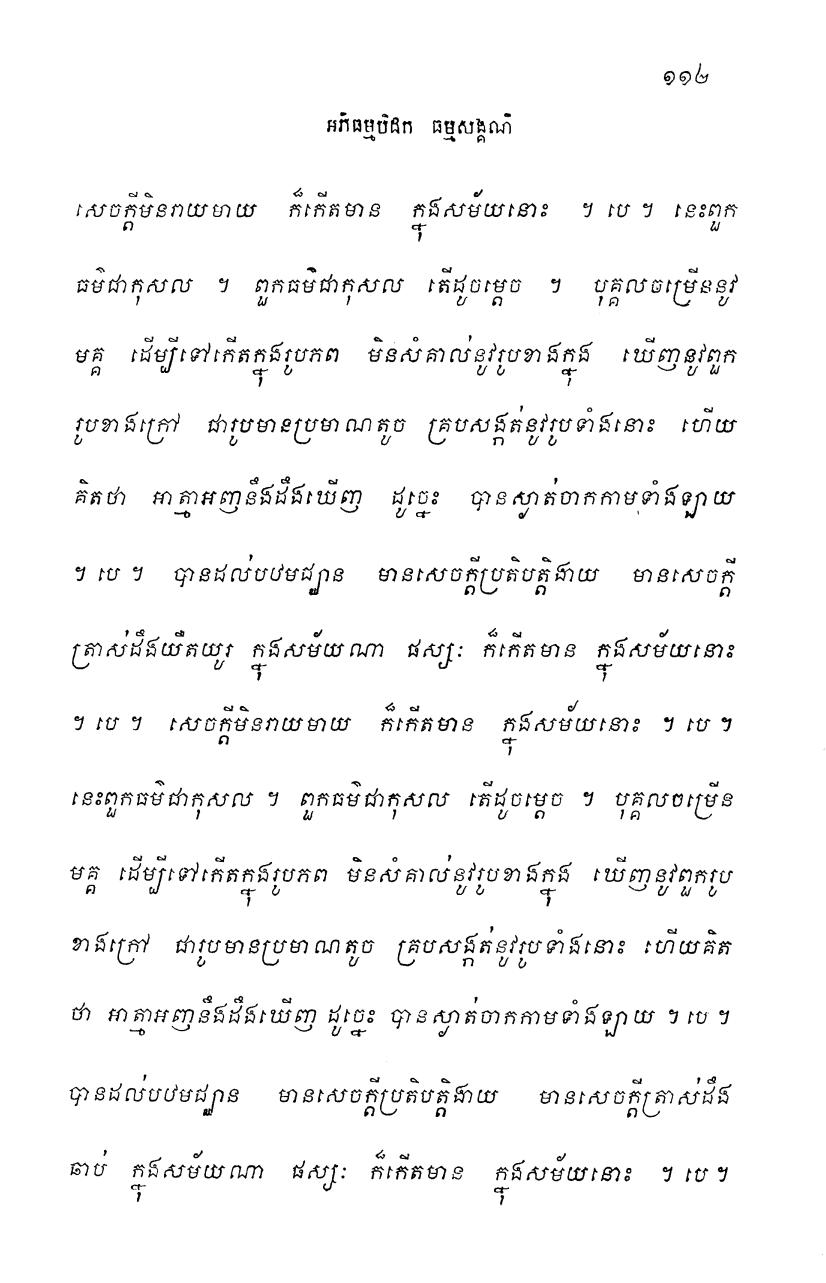 ១១២
អភិធម្មបិដក ធម្មសង្គណី
សេចក្តីមិនរាយមាយ ក៏កើតមាន ក្នុងសម័យនោះ ។ បេ ។ នេះពួក
ធម៌ជាកុសល ។ ពួកធម៌ជាកុសល តើដូចម្តេច ។ បុគ្គលចម្រើននូវ
មគ្គ ដើម្បីទៅកើតក្នុងរូបភព មិនសំគាល់នូវរូបខាងក្នុង ឃើញនូវពួក
រូបខាងក្រៅ ជារូបមានប្រមាណតូច គ្របសង្កត់នូវរូបទាំងនោះ ហើយ
គិតថា អាត្មាអញនឹងដឹងឃើញ ដូច្នេះ បានស្ងាត់ចាកកាមទាំងឡាយ
។ បេ ។ បានដល់បឋមជ្ឈាន មានសេចក្តីប្រតិបត្តិងាយ មានសេចក្តី
ត្រាស់ដឹងយឺតយូរ ក្នុងសម័យណា ផស្សៈ ក៏កើតមាន ក្នុងសម័យនោះ
។ បេ ។ សេចក្តីមិនរាយមាយ ក៏កើតមាន ក្នុងសម័យនោះ ។ បេ ។
នេះពួកធម៌ជាកុសល ។ ពួកធម៌ជាកុសល តើដូចម្តេច ។ បុគ្គលចម្រើន
មគ្គ ដើម្បីទៅកើតក្នុងរូបភព មិនសំគាល់នូវរូបខាងក្នុង ឃើញនូវពួករូប
ខាងក្រៅ ជារូបមានប្រមាណតូច គ្របសង្កត់នូវរូបទាំងនោះ ហើយគិត
ថា អាត្មាអញនឹងដឹងឃើញ ដូច្នេះ បានស្ងាត់ចាកកាមទាំងឡាយ ។ បេ ។
បានដល់បឋមជ្ឈាន មានសេចក្តីប្រតិបត្តិងាយ មានសេចក្តីត្រាស់ដឹង
ឆាប់ ក្នុងសម័យណា ផស្សៈ ក៏កើតមាន ក្នុងសម័យនោះ ។ បេ ។